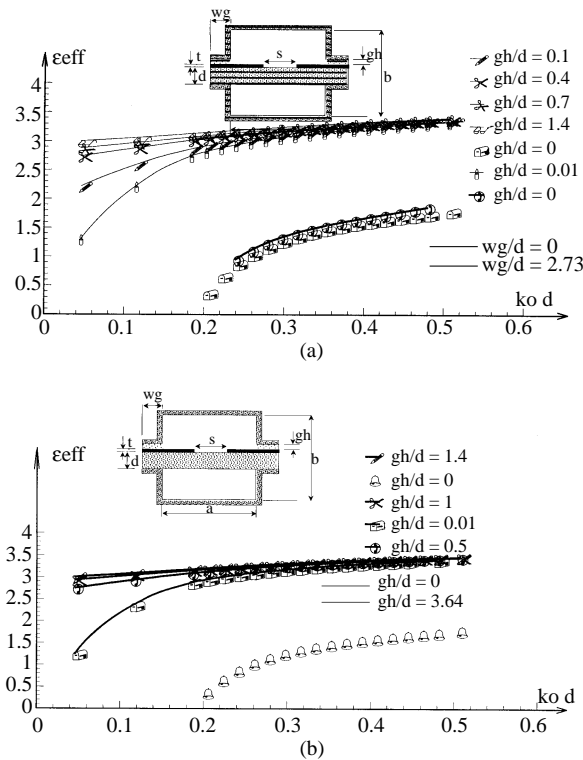 wg
εeff
t
s
gh
d
b
gh/d = 0.1
gh/d = 0.4
gh/d = 0.7
gh/d = 1.4
gh/d = 0
gh/d = 0.01
gh/d = 0
wg/d = 0
wg/d = 2.73
4
3.5
3
2.5
2
1.5
1
0.5
0
0 0.1 0.2 0.3 0.4 0.5 0.6
ko d
(a)
wg
εeff
t
s
gh
d
b
a
gh/d = 1.4
gh/d = 0
gh/d = 1
gh/d = 0.01
gh/d = 0.5
gh/d = 0
gh/d = 3.64
4
3.5
3
2.5
2
1.5
1
0.5
0
0 0.1 0.2 0.3 0.4 0.5 0.6
ko d
(b)